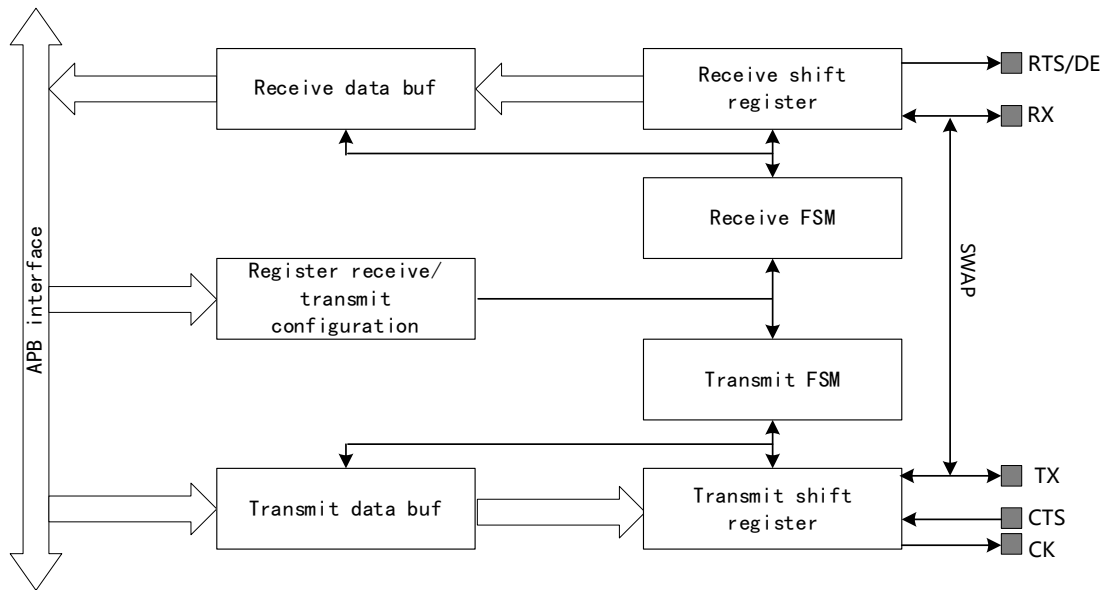 Receive data buf
Receive shift
register
RTS/DE
RX
Receive FSM
APB interface
Register receive/
transmit
configuration
SWAP
Transmit FSM
Transmit data buf
Transmit shift
register
TX
CTS
CK